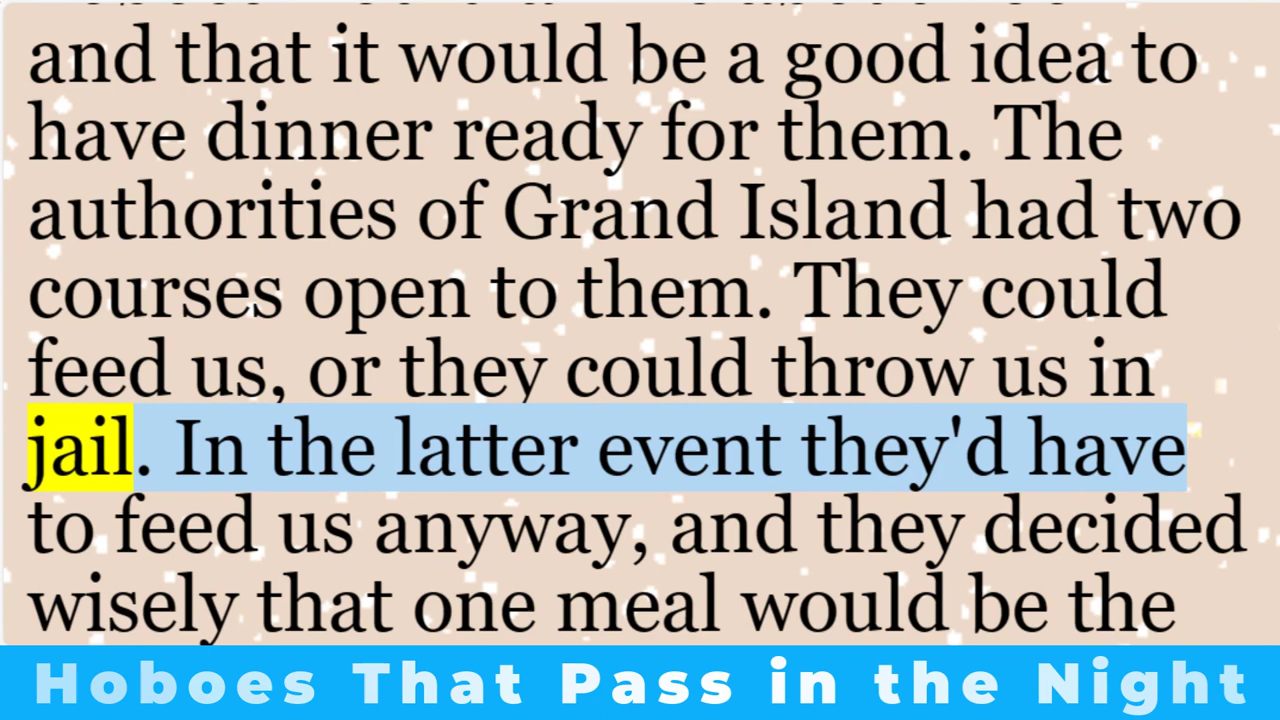 and that it would be a good idea to
have dinner ready for them. The
authorities of Grand Island had two
courses open to them. They could
feed us, or they could throw us in
jail. In the latter event they'd have
to feed us anyway, and they decided
wisely that one meal would be the
Hoboes That Pass in the Night